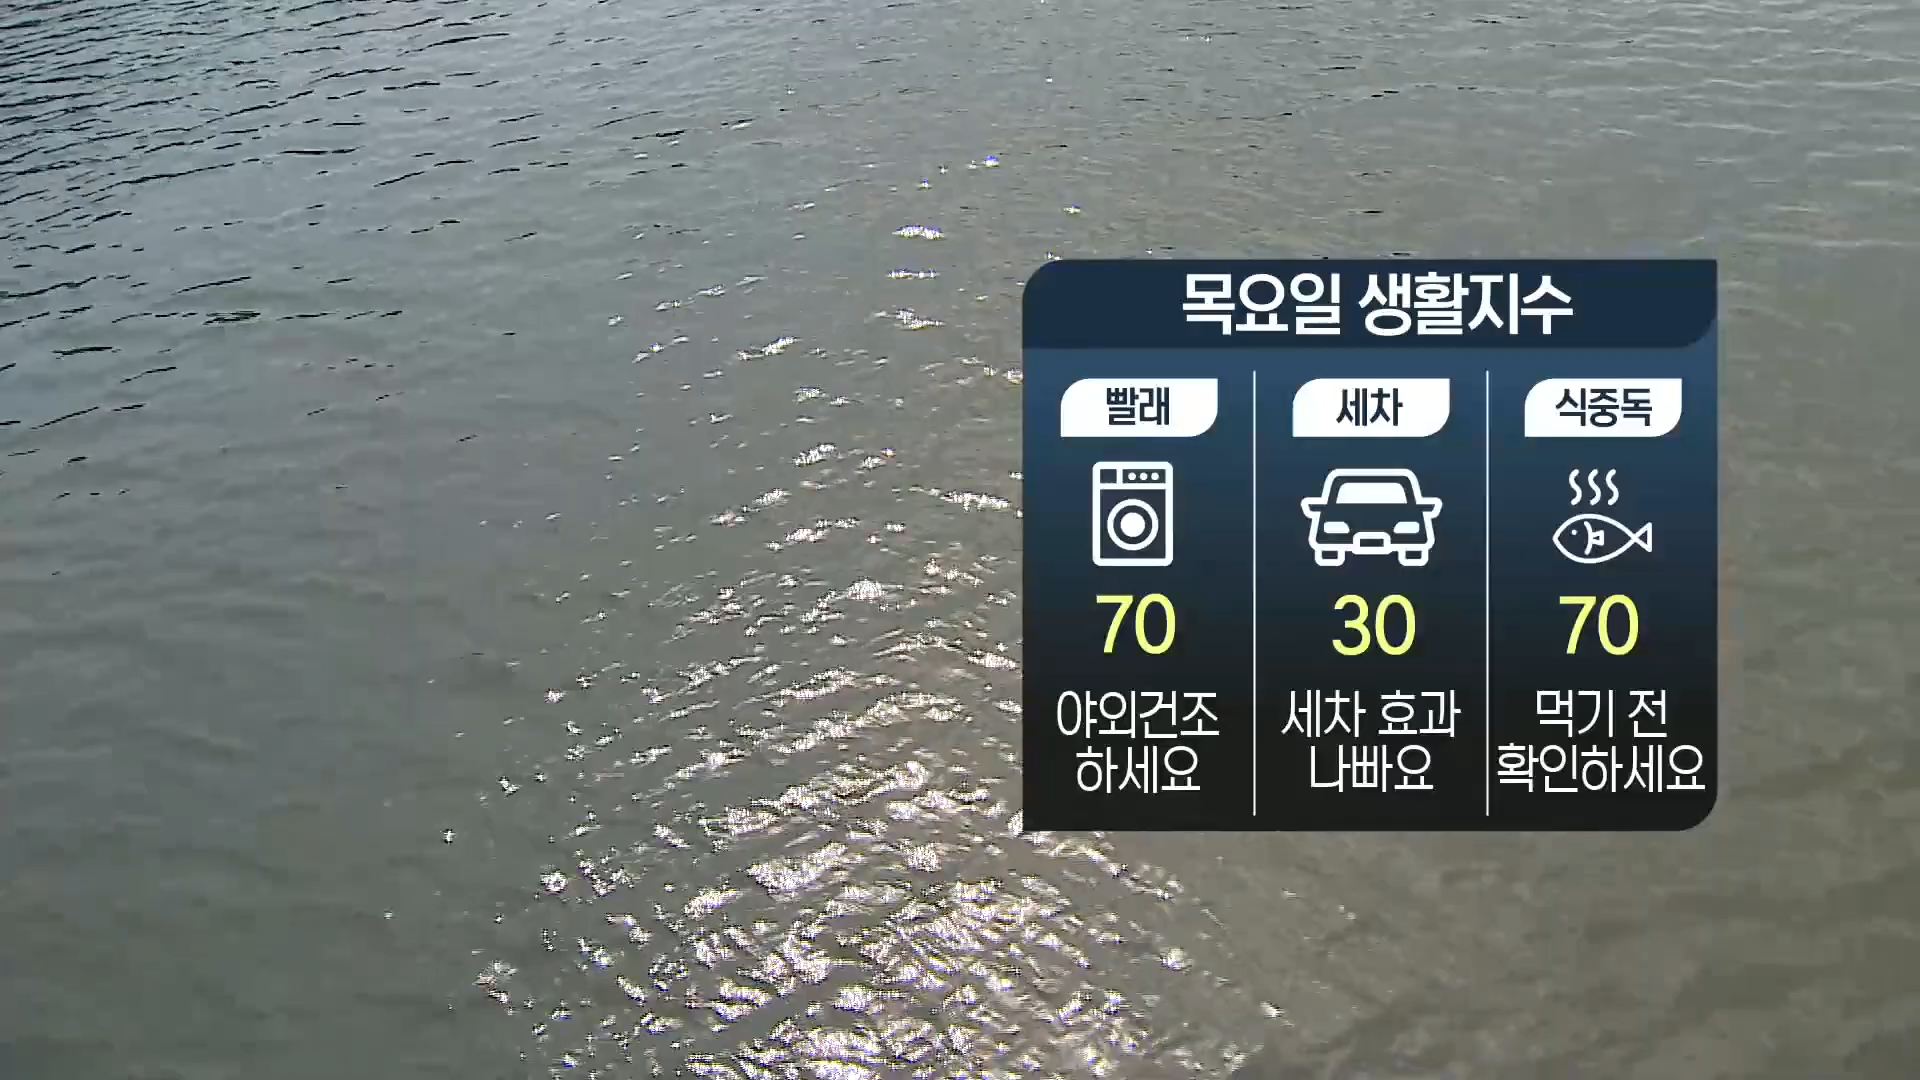 목요일 생활지수
빨래
세차
식중독
70
30
70
야외건조
하세요
세차 효과
나빠요
먹기 전
확인하세요